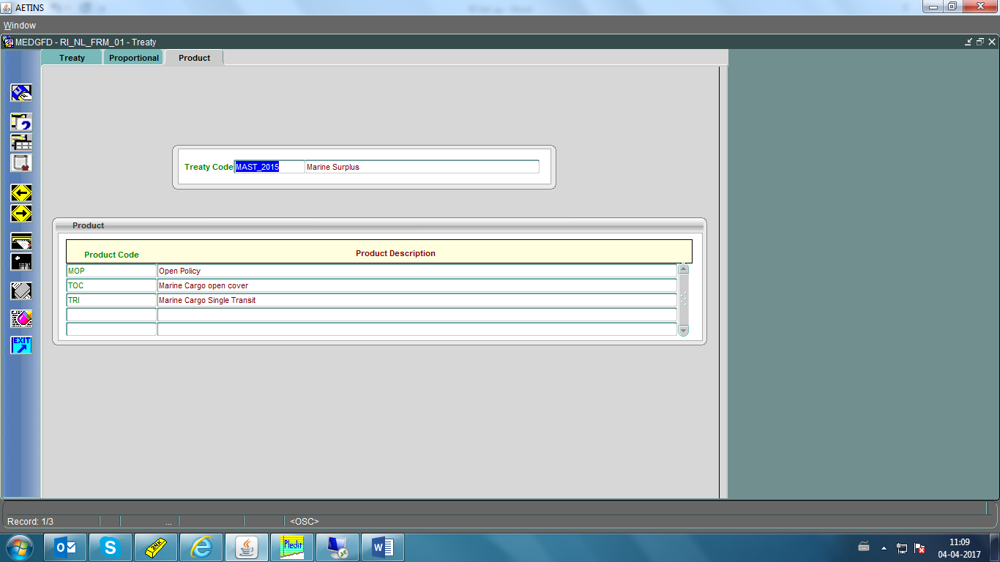 AETINS
Window
MEDGFD - RI_NL_FRM_01 - Treaty
Treaty Proportional Product
Treaty Code MAST_2015 Marine Surplus
Product
Product Code Product Description
MOP Open Policy
TOC Marine Cargo open cover
TRI Marine Cargo Single Transit
EXIT
Record: 1/3 ... <OSC>
11:09
04-04-2017